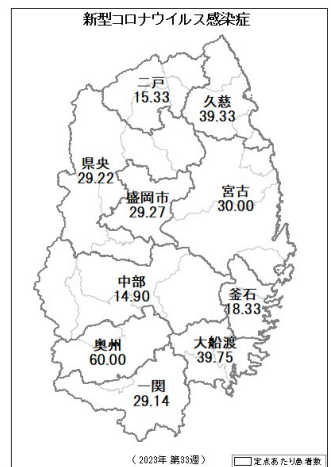 新型コロナウイルス感染症
二戸
15.33
久慈
39.33
県央
29.22
盛岡市
29.27
宮古
30.00
中部
14.90
釜石
18.33
奥州
60.00
大船渡
39.75
一関
29.14
(2023年 第33週)
定点あたり患者数